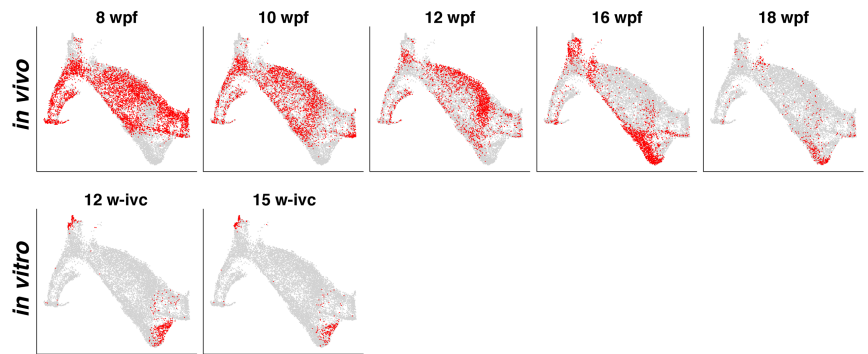 8 wpf
10 wpf
12 wpf
16 wpf
18 wpf
in vivo
12 w-ivc
15 w-ivc
in vitro